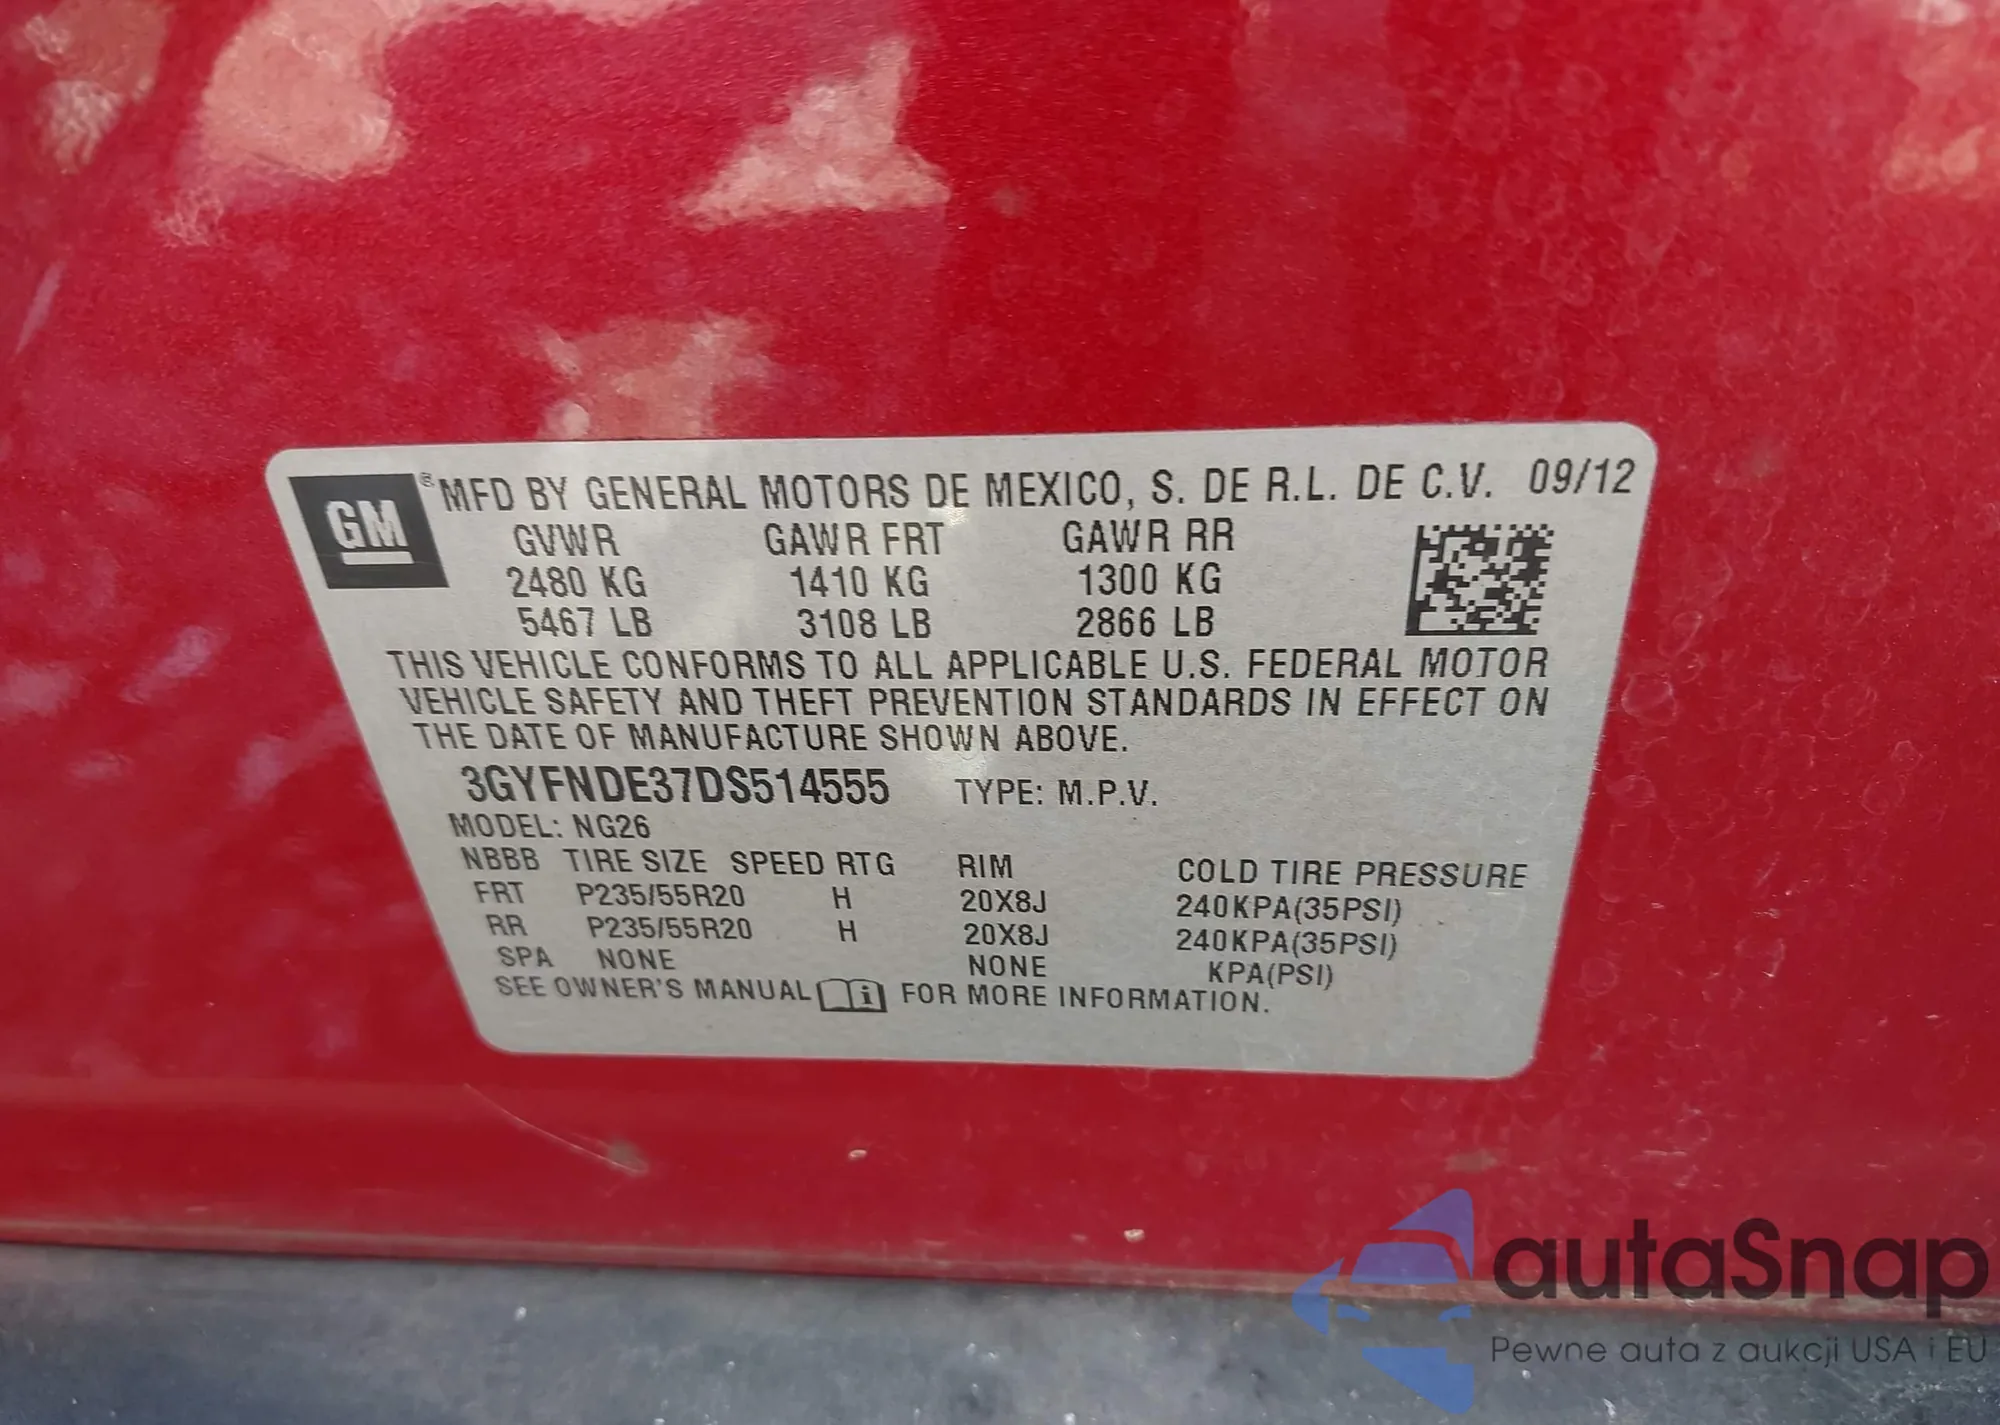 GM ® MFD BY GENERAL MOTORS DE MEXICO, S. DE R.L. DE C.V. 09/12
GVWR GAWR FRT GAWR RR
2480 KG 1410 KG 1300 KG
5467 LB 3108 LB 2866 LB
THIS VEHICLE CONFORMS TO ALL APPLICABLE U.S. FEDERAL MOTOR
VEHICLE SAFETY AND THEFT PREVENTION STANDARDS IN EFFECT ON
THE DATE OF MANUFACTURE SHOWN ABOVE.
3GYFNDE37DS514555 TYPE: M.P.V.
MODEL: NG26
NBBB TIRE SIZE SPEED RTG RIM COLD TIRE PRESSURE
FRT P235/55R20 H 20X8J 240KPA(35PSI)
RR P235/55R20 H 20X8J 240KPA(35PSI)
SPA NONE NONE KPA(PSI)
SEE OWNER'S MANUAL i FOR MORE INFORMATION.
autaSnap
Pewne auta z aukcji USA i EU